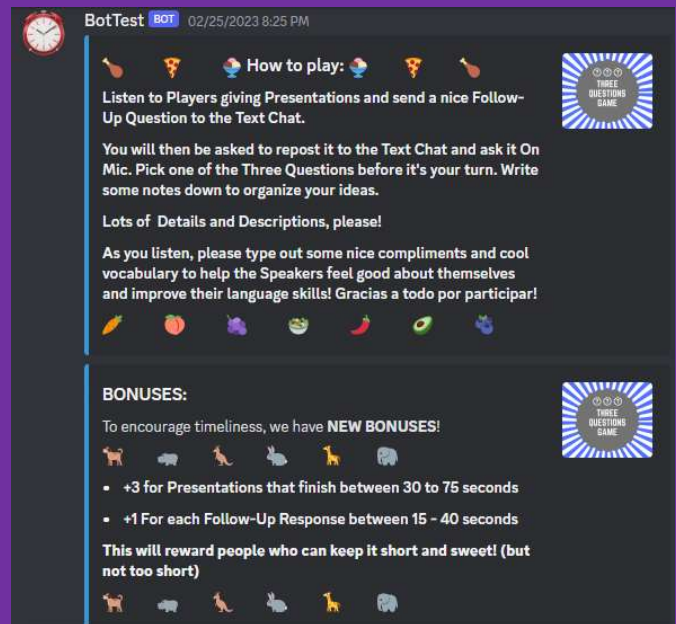 BotTest BOT 02/25/2023 8:25 PM
How to play:
THREE
QUESTIONS
GAME
Listen to Players giving Presentations and send a nice Follow-
Up Question to the Text Chat.
You will then be asked to repost it to the Text Chat and ask it On
Mic. Pick one of the Three Questions before it's your turn. Write
some notes down to organize your ideas.
Lots of Details and Descriptions, please!
As you listen, please type out some nice compliments and cool
vocabulary to help the Speakers feel good about themselves
and improve their language skills! Gracias a todo por participar!
BONUSES:
THREE
QUESTIONS
GAME
To encourage timeliness, we have NEW BONUSES!
• +3 for Presentations that finish between 30 to 75 seconds
• +1 For each Follow-Up Response between 15 - 40 seconds
This will reward people who can keep it short and sweet! (but
not too short)